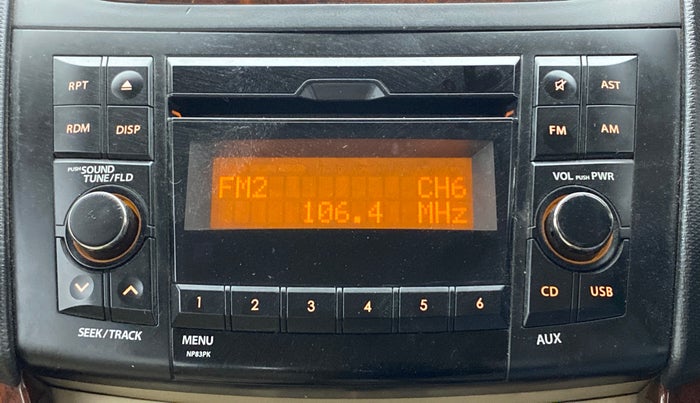 RPT
AST
RDM
DISP
FM
AM
PUSH SOUND
TUNE/FLD
VOL PUSH PWR
FM2 CH6
106.4 MHz
1 2 3 4 5 6
CD
USB
SEEK/TRACK
MENU
NP83PK
AUX